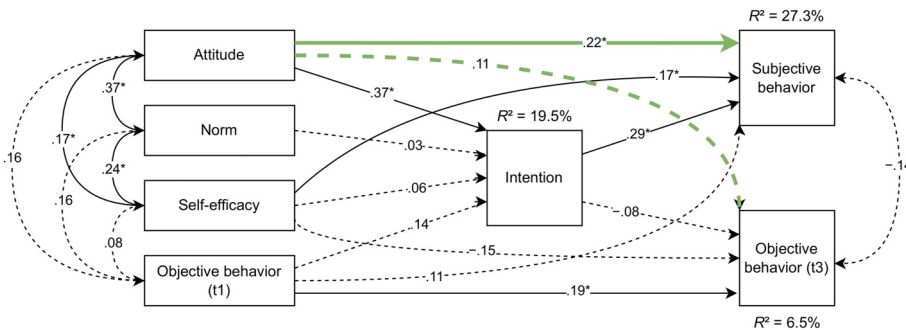 R² = 27.3%
Attitude
.22*
.11
Subjective
behavior
.37*
.37*
.17*
R² = 19.5%
Norm
.29*
.17*
.03
.16
.24*
Intention
-.14
.06
Self-efficacy
.16
-.08
.14
.08
-.15
Objective behavior
(t1)
.11
Objective
behavior (t3)
.19*
R² = 6.5%